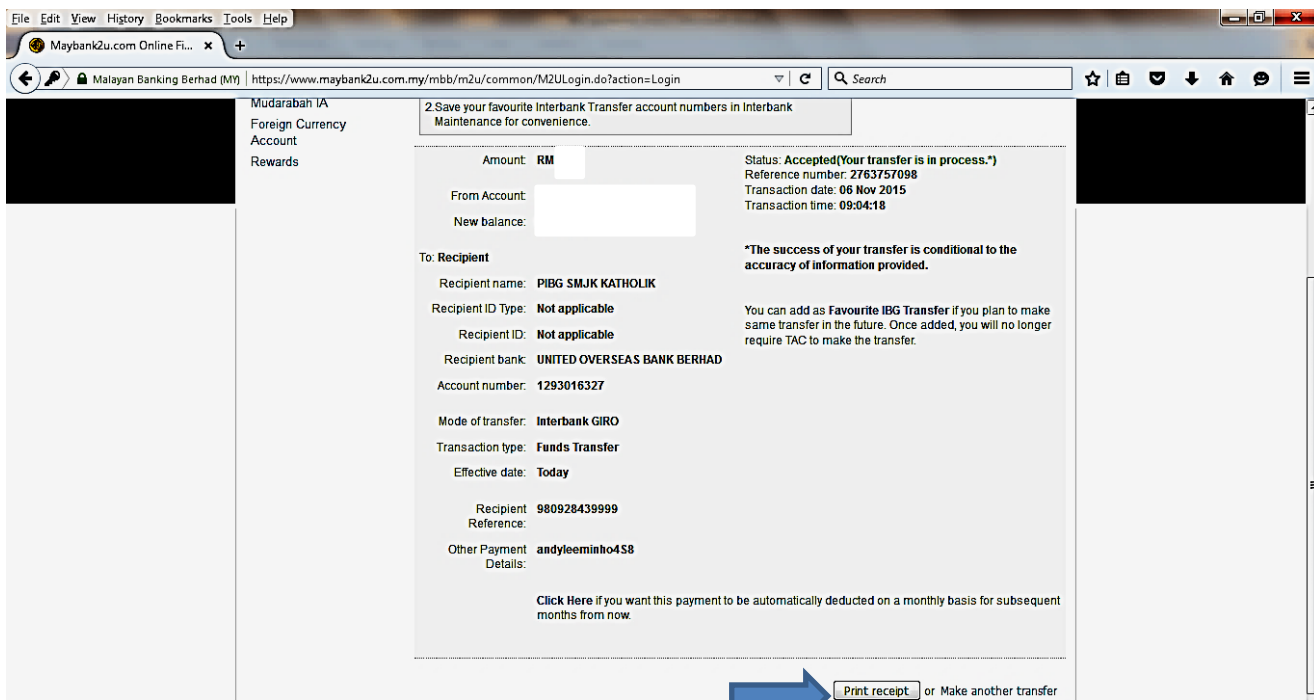 File Edit View History Bookmarks Tools Help
Maybank2u.com Online Fi... × +
Malayan Banking Berhad (MY) https://www.maybank2u.com.my/mbb/m2u/common/M2ULogin.do?action=Login Search
Mudarabah IA
Foreign Currency
Account
Rewards
2.Save your favourite Interbank Transfer account numbers in Interbank
Maintenance for convenience.
Amount: RM
From Account:
New balance:
Status: Accepted(Your transfer is in process.*)
Reference number: 2763757098
Transaction date: 06 Nov 2015
Transaction time: 09:04:18
*The success of your transfer is conditional to the
accuracy of information provided.
You can add as Favourite IBG Transfer if you plan to make
same transfer in the future. Once added, you will no longer
require TAC to make the transfer.
To: Recipient
Recipient name: PIBG SMJK KATHOLIK
Recipient ID Type: Not applicable
Recipient ID: Not applicable
Recipient bank: UNITED OVERSEAS BANK BERHAD
Account number: 1293016327
Mode of transfer: Interbank GIRO
Transaction type: Funds Transfer
Effective date: Today
Recipient
Reference: 980928439999
Other Payment
Details: andyleeminho4S8
Click Here if you want this payment to be automatically deducted on a monthly basis for subsequent
months from now.
Print receipt or Make another transfer